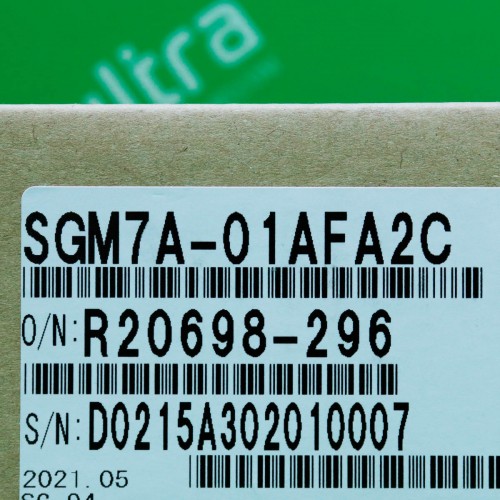 ultra
SGM7A-01AFA2C
O/N: R20698-296
S/N: D0215A302010007
2021.05